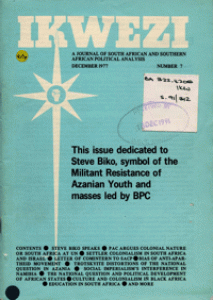 IKWEZI
A JOURNAL OF SOUTH AFRICAN AND SOUTHERN
AFRICAN POLITICAL ANALYSIS
DECEMBER 1977 NUMBER 7
This issue dedicated to
Steve Biko, symbol of the
Militant Resistance of
Azanian Youth and
masses led by BPC
CONTENTS ● STEVE BIKO SPEAKS ● PAC ARGUES COLONIAL NATURE
OR SOUTH AFRICA AT UN ● SETTLER COLONIALISM IN SOUTH AFRICA
AND ISRAEL ● LETTER OF COMINTERN TO SACP ● IDEAS OF ANTI-APAR-
THEID MOVEMENT ● TROTSKYITE DISTORTIONS OF THE NATIONAL
QUESTION IN AZANIA ● SOCIAL IMPERIALISM'S INTERFERENCE IN
NAMIBIA ● THE NATIONAL QUESTION AND POLITICAL DEVELOPMENT
OF AFRICAN STATES ● CULTURE AND COLONIALISM IN BLACK AFRICA
● EDUCATION IN SOUTH AFRICA ● AND MORE